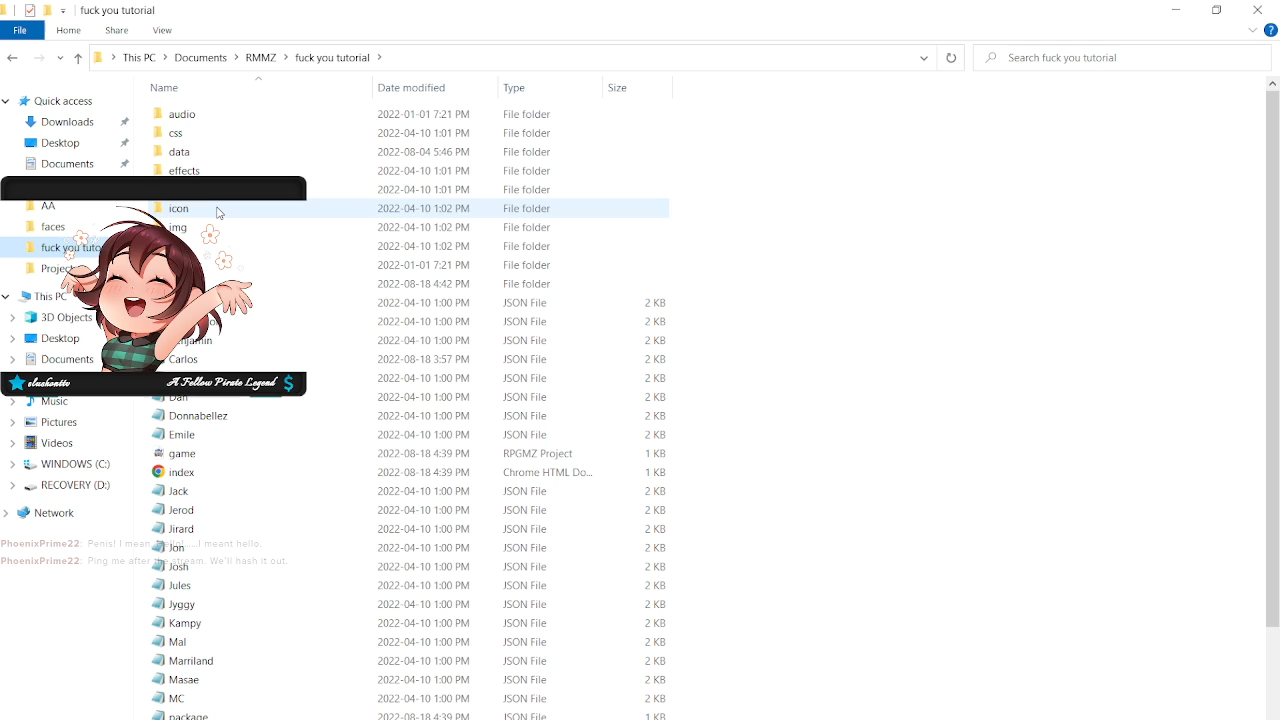 fuck you tutorial
File Home Share View
This PC Documents RMMZ fuck you tutorial Search fuck you tutorial
Name Date modified Type Size
Quick access
Downloads
Desktop
Documents
AA
faces
fuck you
This PC
3D Objects
Desktop
Documents
Music
Pictures
Videos
WINDOWS (C:)
RECOVERY (D:)
Network
audio 2022-01-01 7:21 PM File folder
css 2022-04-10 1:01 PM File folder
data 2022-08-04 5:46 PM File folder
effects 2022-04-10 1:01 PM File folder
2022-04-10 1:01 PM File folder
icon 2022-04-10 1:02 PM File folder
img 2022-04-10 1:02 PM File folder
2022-04-10 1:02 PM File folder
2022-01-01 7:21 PM File folder
2022-08-18 4:42 PM File folder
2022-04-10 1:00 PM JSON File 2 KB
2022-04-10 1:00 PM JSON File 2 KB
2022-04-10 1:00 PM JSON File 2 KB
Carlos 2022-08-18 3:57 PM JSON File 2 KB
2022-04-10 1:00 PM JSON File 2 KB
Dan 2022-04-10 1:00 PM JSON File 2 KB
Donnabellez 2022-04-10 1:00 PM JSON File 2 KB
Emile 2022-04-10 1:00 PM JSON File 2 KB
game 2022-08-18 4:39 PM RPGMZ Project 1 KB
index 2022-08-18 4:39 PM Chrome HTML Do... 1 KB
Jack 2022-04-10 1:00 PM JSON File 2 KB
Jerod 2022-04-10 1:00 PM JSON File 2 KB
Jirard 2022-04-10 1:00 PM JSON File 2 KB
Jon 2022-04-10 1:00 PM JSON File 2 KB
Josh 2022-04-10 1:00 PM JSON File 2 KB
Jules 2022-04-10 1:00 PM JSON File 2 KB
Jyggy 2022-04-10 1:00 PM JSON File 2 KB
Kampy 2022-04-10 1:00 PM JSON File 2 KB
Mal 2022-04-10 1:00 PM JSON File 2 KB
Marriland 2022-04-10 1:00 PM JSON File 2 KB
Masae 2022-04-10 1:00 PM JSON File 2 KB
MC 2022-04-10 1:00 PM JSON File 2 KB
package 2022-08-18 4:39 PM JSON File 1 KB
A Fellow Pirate Legend $
PhoenixPrime22: Penis! I mean, ....I meant hello.
PhoenixPrime22: Ping me after the stream. We'll hash it out.